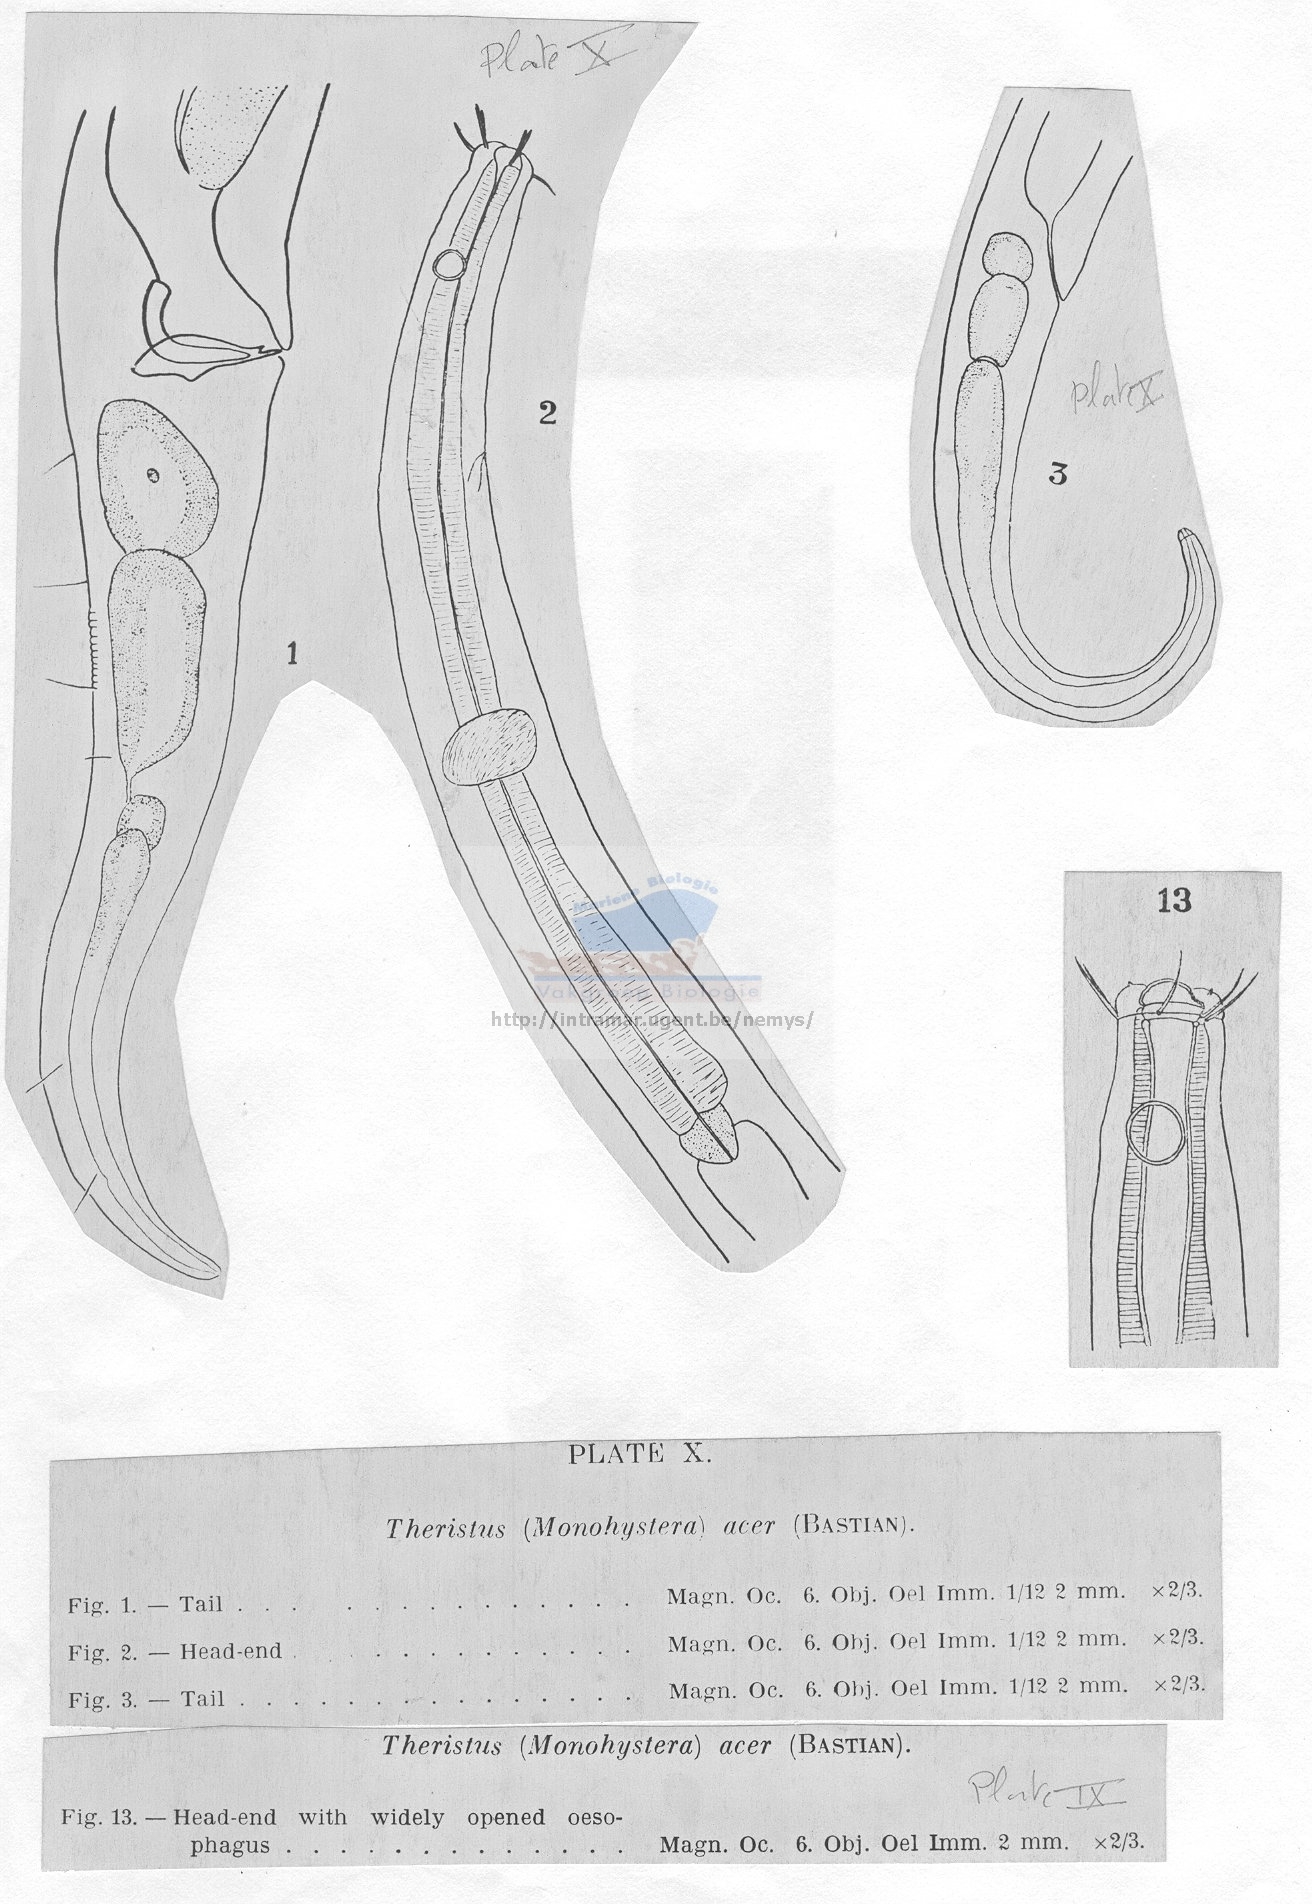 Plate X
1
2
3
Plate X
13
Mariene Biologie
Vakgroep Biologie
http://intramar.ugent.be/nemys/
PLATE X.
Theristus (Monohystera) acer (BASTIAN).
Fig. 1. — Tail . . . . . . . . . . . . . . Magn. Oc. 6. Obj. Oel Imm. 1/12 2 mm. ×2/3.
Fig. 2. — Head-end . . . . . . . . . . . . Magn. Oc. 6. Obj. Oel Imm. 1/12 2 mm. ×2/3.
Fig. 3. — Tail . . . . . . . . . . . . . . . Magn. Oc. 6. Obj. Oel Imm. 1/12 2 mm. ×2/3.
Theristus (Monohystera) acer (BASTIAN).
Plate IX
Fig. 13. — Head-end with widely opened oeso-
phagus . . . . . . . . . . . . . Magn. Oc. 6. Obj. Oel Imm. 2 mm. ×2/3.